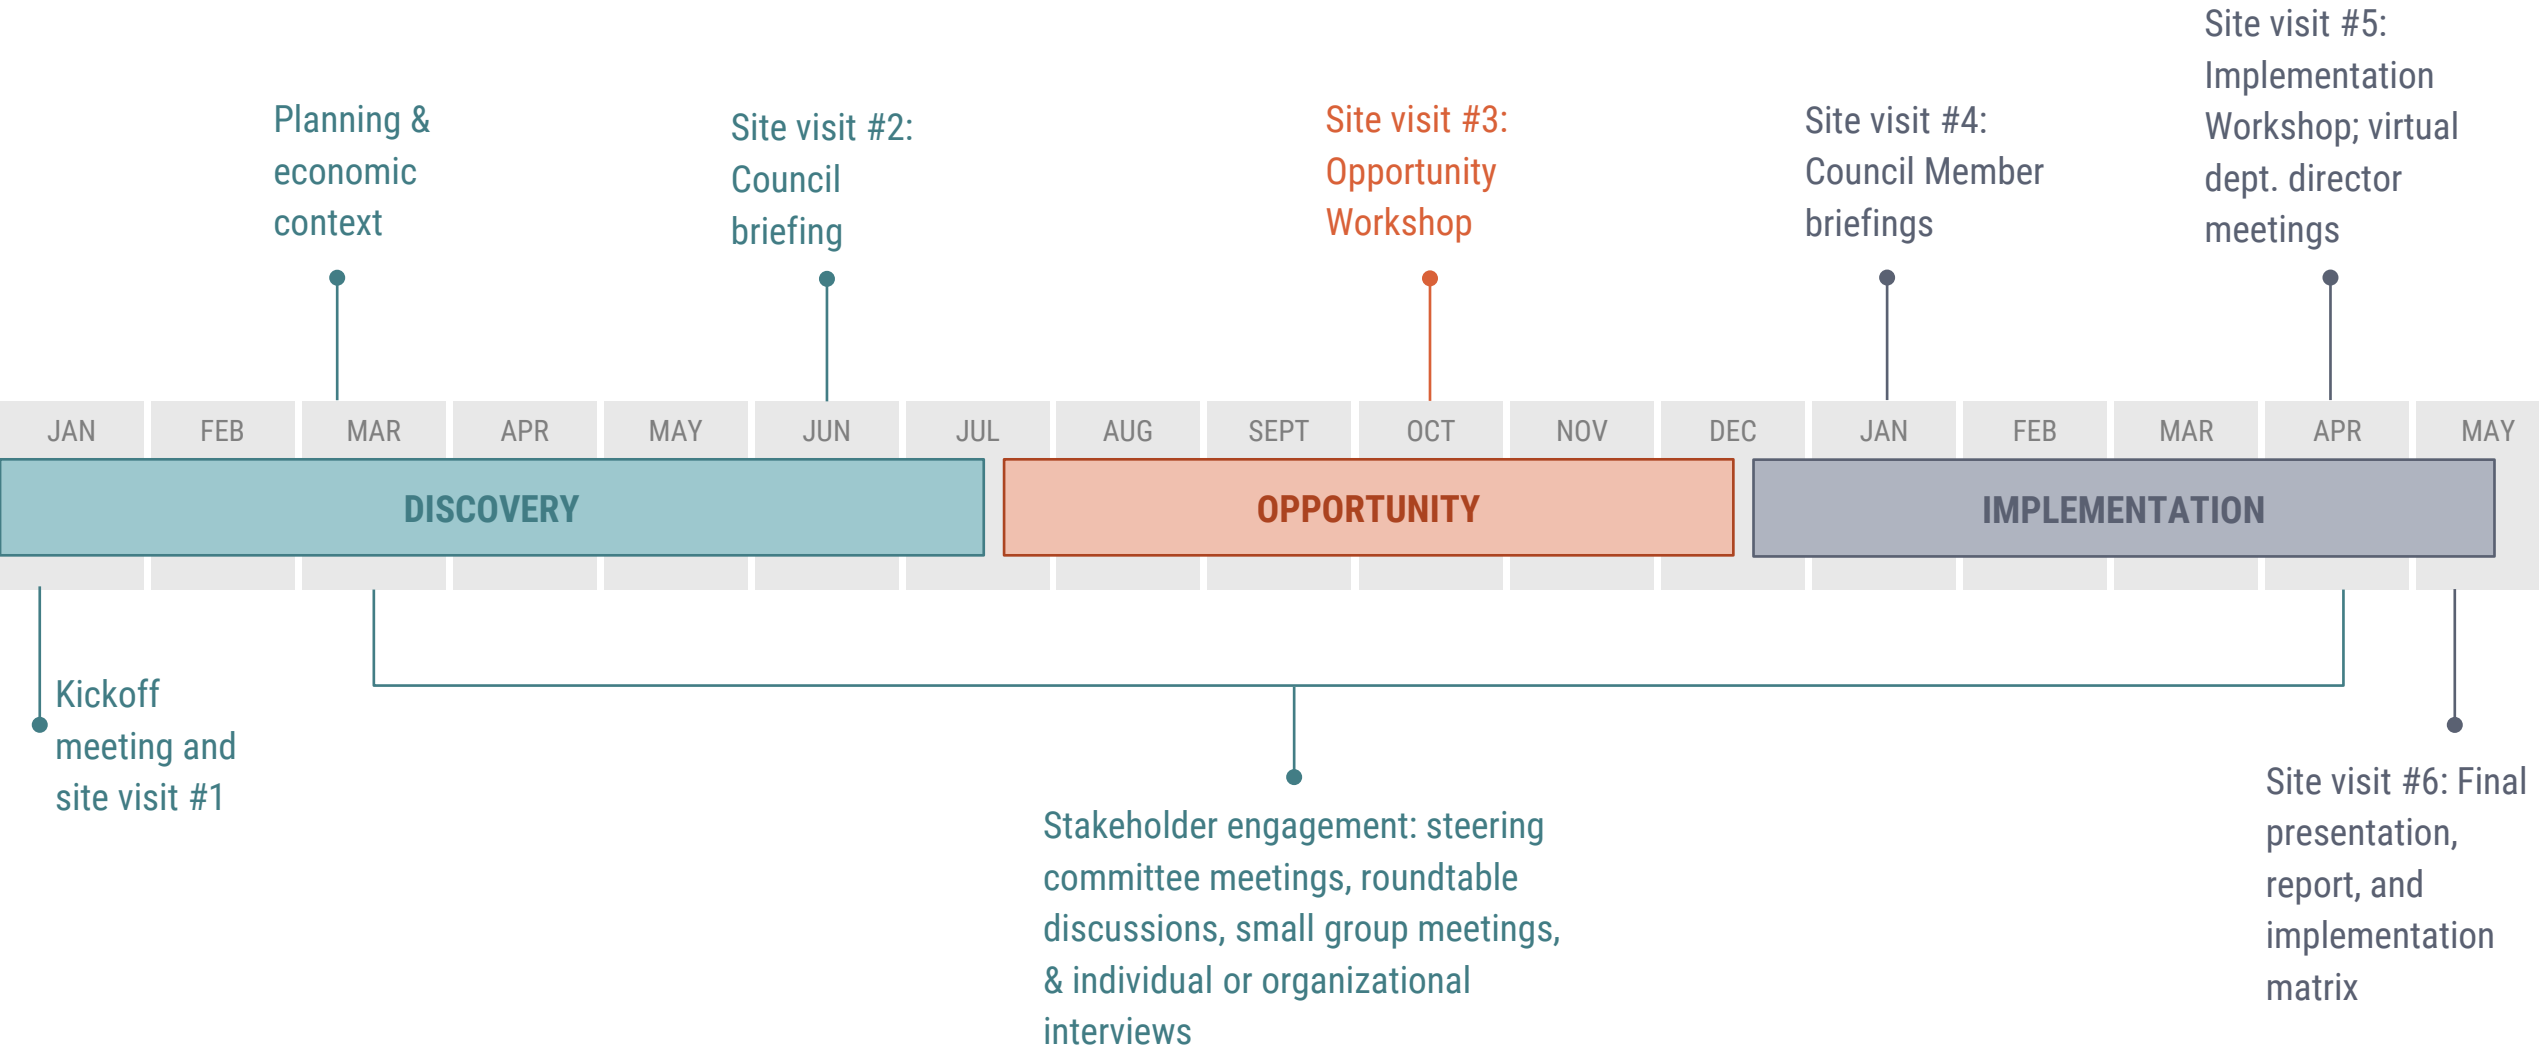 Planning &
economic
context
Site visit #2:
Council
briefing
Site visit #3:
Opportunity
Workshop
Site visit #4:
Council Member
briefings
Site visit #5:
Implementation
Workshop; virtual
dept. director
meetings
JAN FEB MAR APR MAY JUN JUL AUG SEPT OCT NOV DEC JAN FEB MAR APR MAY
DISCOVERY OPPORTUNITY IMPLEMENTATION
Kickoff
meeting and
site visit #1
Stakeholder engagement: steering
committee meetings, roundtable
discussions, small group meetings,
& individual or organizational
interviews
Site visit #6: Final
presentation,
report, and
implementation
matrix